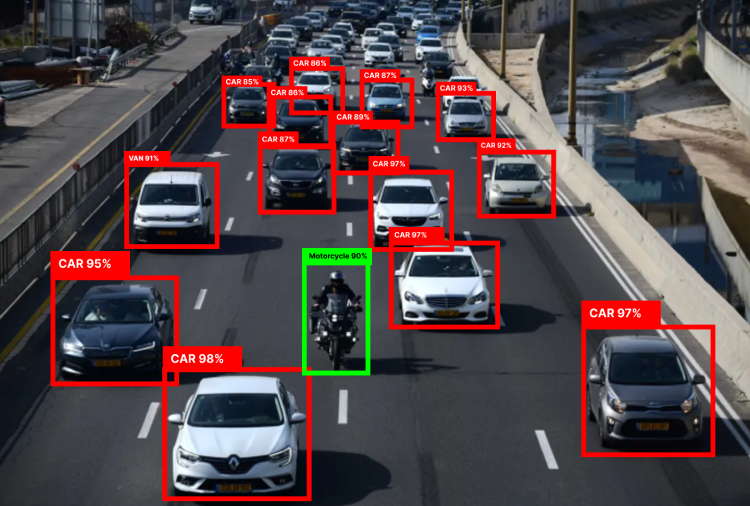 CAR 86%
CAR 87%
CAR 85%
CAR 86%
CAR 93%
CAR 89%
CAR 87%
CAR 92%
VAN 91%
CAR 97%
CAR 97%
Motorcycle 90%
CAR 95%
CAR 97%
CAR 98%